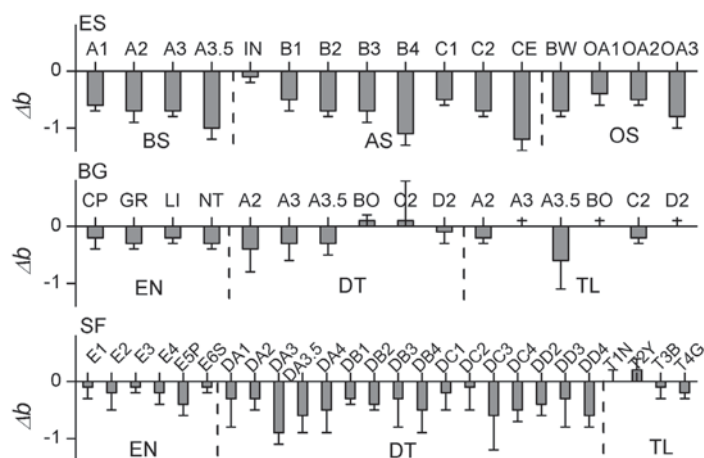 ES
A1 A2 A3 A3.5 IN B1 B2 B3 B4 C1 C2 CE BW OA1 OA2 OA3
0
Δb
-1
BS AS OS
BG
CP GR LI NT A2 A3 A3.5 BO C2 D2 A2 A3 A3.5 BO C2 D2
0
Δb
-1
EN DT TL
SF
E1 E2 E3 E4 E5P E6S DA1 DA2 DA3 DA3.5 DA4 DB1 DB2 DB3 DB4 DC1 DC2 DC3 DC4 DD2 DD3 DD4 T1N T2Y T3B T4G
0
Δb
-1
EN DT TL